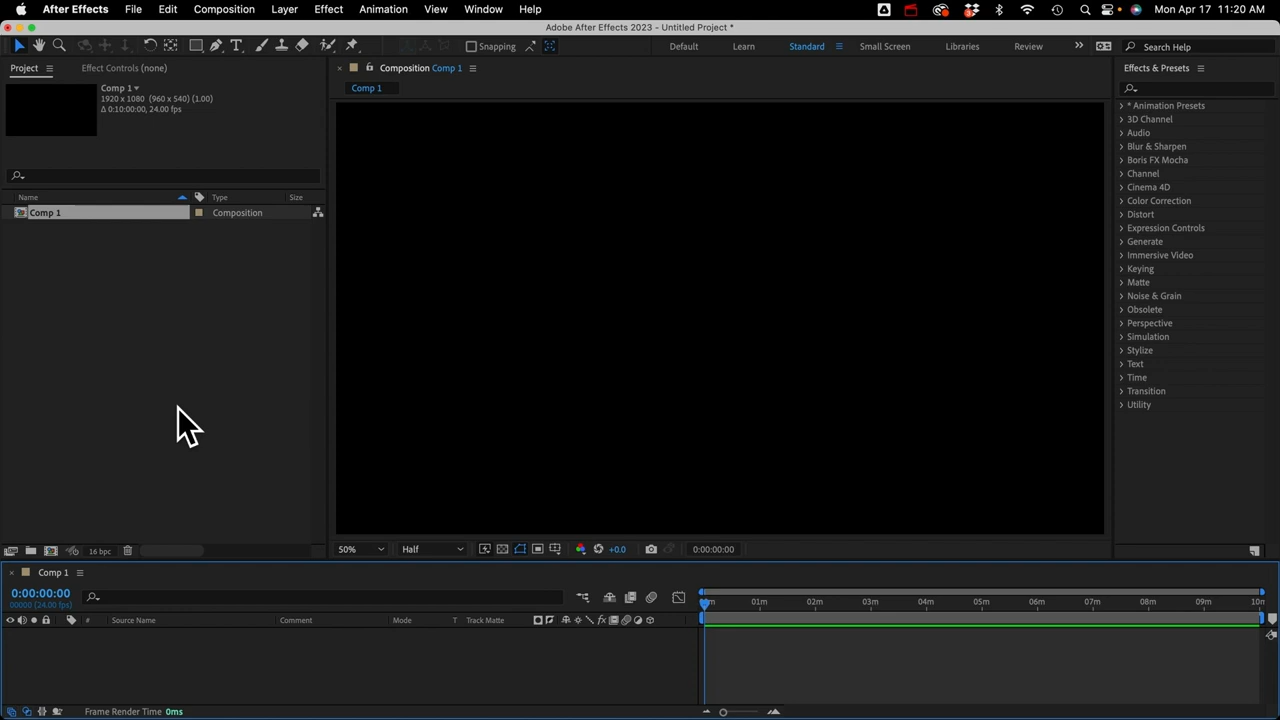 After Effects File Edit Composition Layer Effect Animation View Window Help Mon Apr 17 11:20 AM
Adobe After Effects 2023 - Untitled Project *
Snapping Default Learn Standard Small Screen Libraries Review Search Help
Project Effect Controls (none) Composition Comp 1 Effects & Presets
Comp 1
1920 x 1080 (960 x 540) (1.00)
Δ 0:10:00:00, 24.00 fps
Comp 1
Name Type Size
Comp 1 Composition
* Animation Presets
3D Channel
Audio
Blur & Sharpen
Boris FX Mocha
Channel
Cinema 4D
Color Correction
Distort
Expression Controls
Generate
Immersive Video
Keying
Matte
Noise & Grain
Obsolete
Perspective
Simulation
Stylize
Text
Time
Transition
Utility
16 bpc 50% Half +0.0 0:00:00:00
Comp 1
0:00:00:00
00000 (24.00 fps)
01m 02m 03m 04m 05m 06m 07m 08m 09m
# Source Name Comment Mode T Track Matte
Frame Render Time 0ms